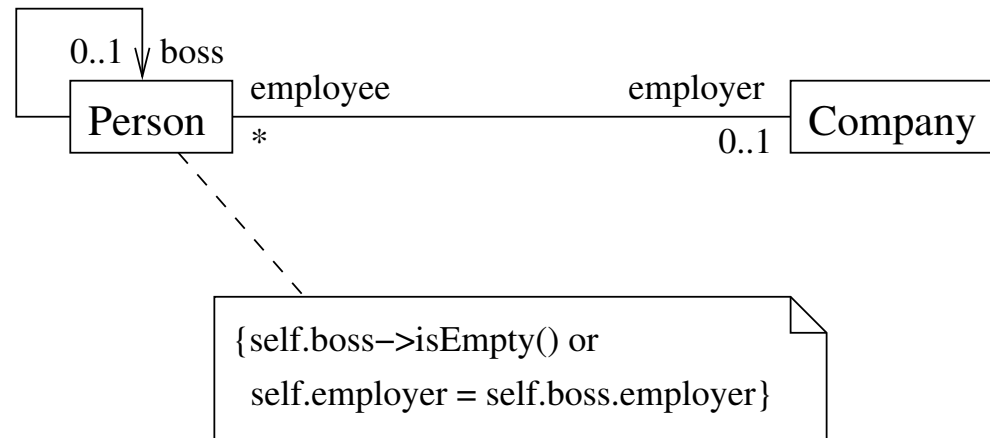 0..1 boss
employee employer
Person Company
* 0..1
{self.boss−>isEmpty() or
self.employer = self.boss.employer}